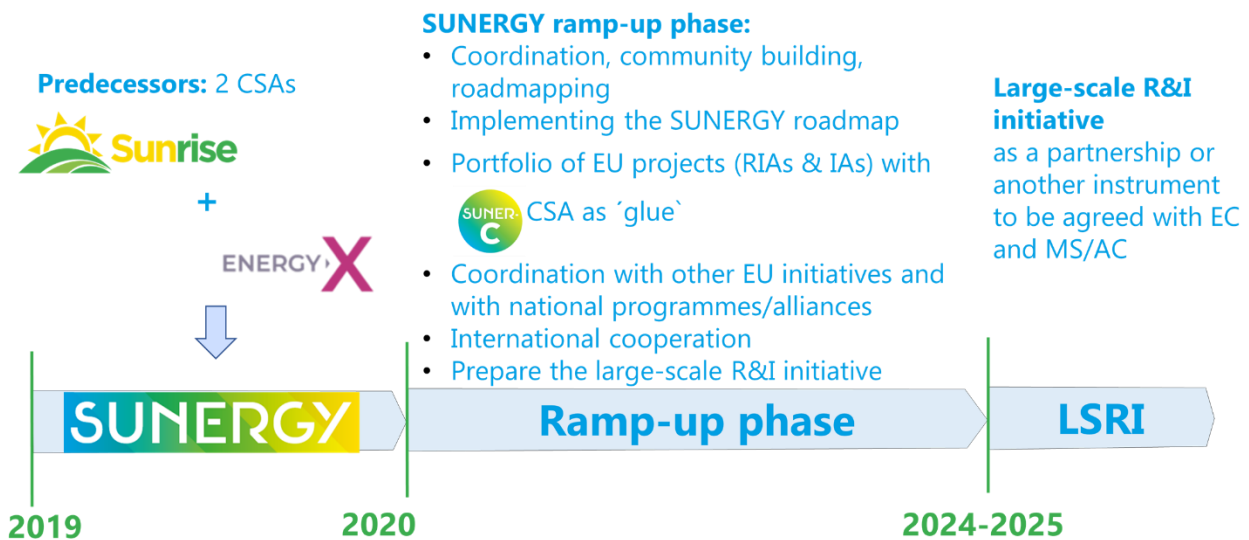 Predecessors: 2 CSAs
Sunrise
+
ENERGY X
SUNERGY ramp-up phase:
• Coordination, community building,
roadmapping
• Implementing the SUNERGY roadmap
• Portfolio of EU projects (RIAs & IAs) with
SUNER-
C
CSA as ´glue`
• Coordination with other EU initiatives and
with national programmes/alliances
• International cooperation
• Prepare the large-scale R&I initiative
Large-scale R&I
initiative
as a partnership or
another instrument
to be agreed with EC
and MS/AC
SUNERGY
Ramp-up phase
LSRI
2019
2020
2024-2025